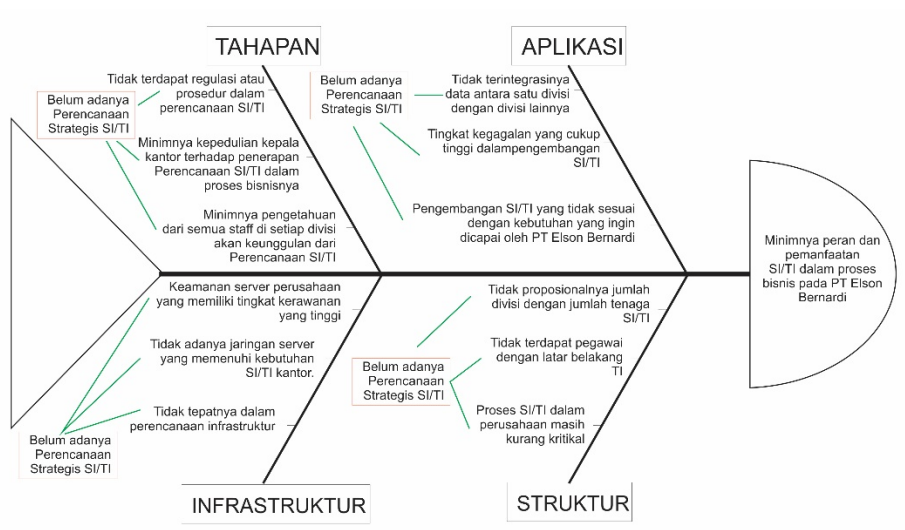 TAHAPAN
Tidak terdapat regulasi atau
prosedur dalam
perencanaan SI/TI
Belum adanya
Perencanaan
Strategis SI/TI
Minimnya kepedulian kepala
kantor terhadap penerapan
Perencanaan SI/TI dalam
proses bisnisnya
Minimnya pengetahuan
dari semua staff di setiap divisi
akan keunggulan dari
Perencanaan SI/TI
APLIKASI
Belum adanya
Perencanaan
Strategis SI/TI
Tidak terintegrasinya
data antara satu divisi
dengan divisi lainnya
Tingkat kegagalan yang cukup
tinggi dalampengembangan
SI/TI
Pengembangan SI/TI yang tidak sesuai
dengan kebutuhan yang ingin
dicapai oleh PT Elson Bernardi
Minimnya peran dan
pemanfaatan
SI/TI dalam proses
bisnis pada PT Elson
Bernardi
Keamanan server perusahaan
yang memiliki tingkat kerawanan
yang tinggi
Tidak adanya jaringan server
yang memenuhi kebutuhan
SI/TI kantor.
Tidak tepatnya dalam
perencanaan infrastruktur
Belum adanya
Perencanaan
Strategis SI/TI
INFRASTRUKTUR
Tidak proposionalnya jumlah
divisi dengan jumlah tenaga
SI/TI
Tidak terdapat pegawai
dengan latar belakang
TI
Belum adanya
Perencanaan
Strategis SI/TI
Proses SI/TI dalam
perusahaan masih
kurang kritikal
STRUKTUR